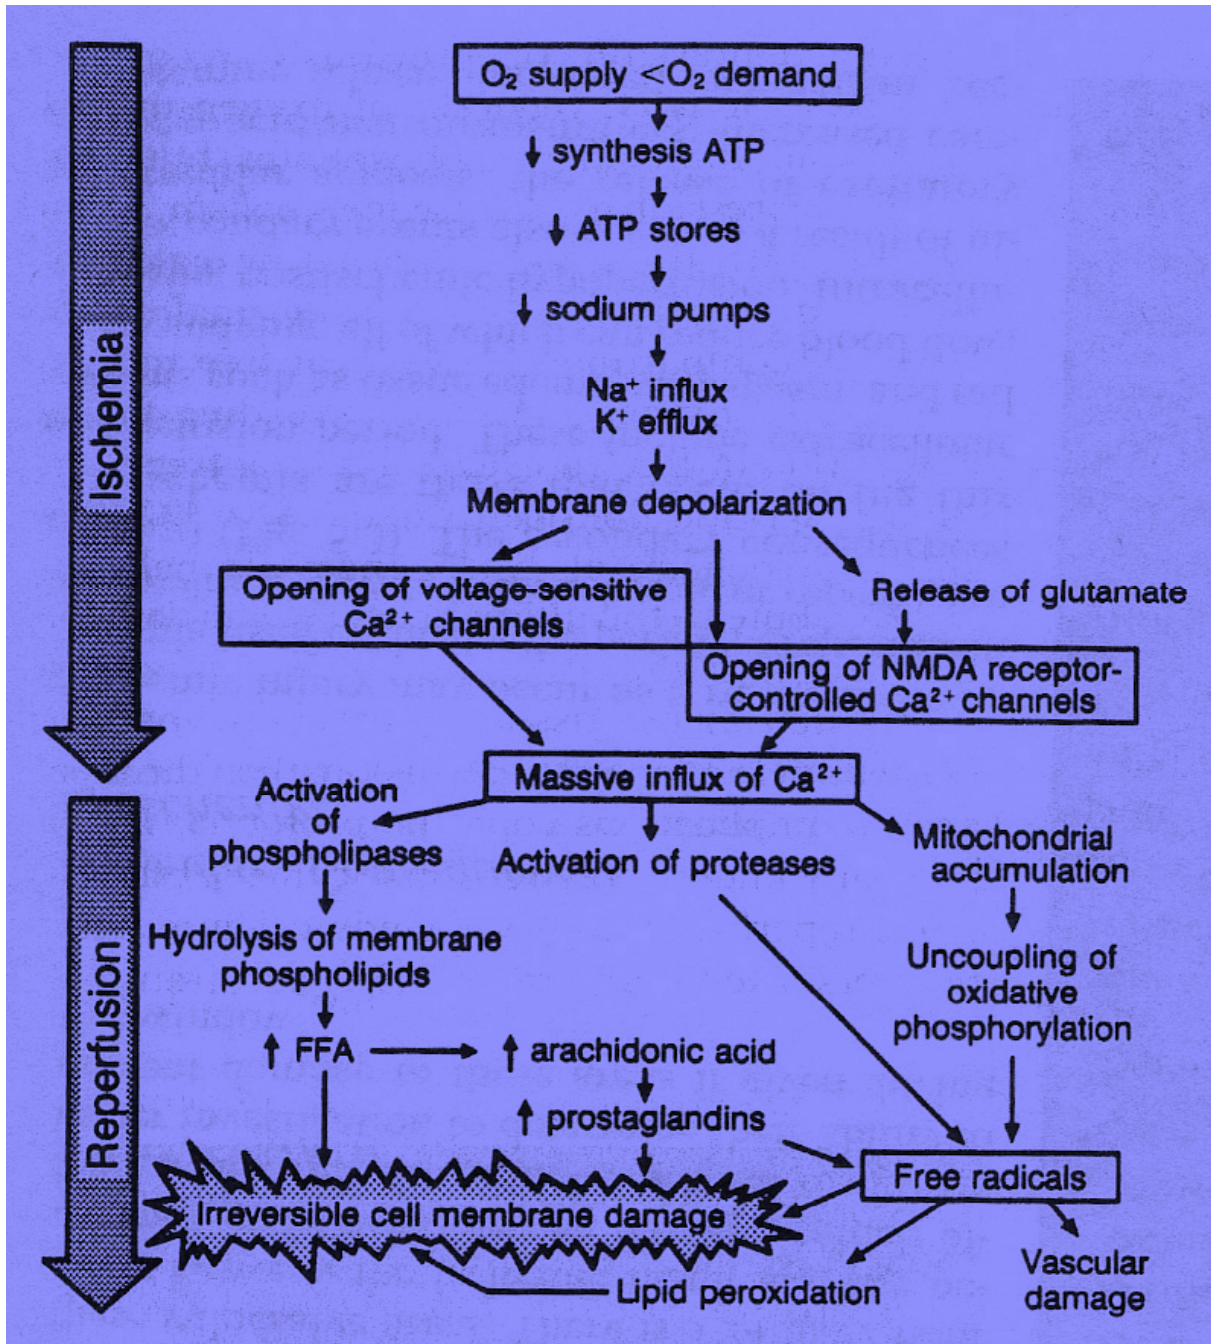 O₂ supply <O₂ demand
↓ synthesis ATP
↓ ATP stores
↓ sodium pumps
Na⁺ influx
K⁺ efflux
Membrane depolarization
Opening of voltage-sensitive
Ca²⁺ channels
Release of glutamate
Opening of NMDA receptor-
controlled Ca²⁺ channels
Massive influx of Ca²⁺
Activation
of
phospholipases
Activation of proteases
Mitochondrial
accumulation
Hydrolysis of membrane
phospholipids
Uncoupling of
oxidative
phosphorylation
↑ FFA
↑ arachidonic acid
↑ prostaglandins
Free radicals
Irreversible cell membrane damage
Lipid peroxidation
Vascular
damage
Ischemia
Reperfusion